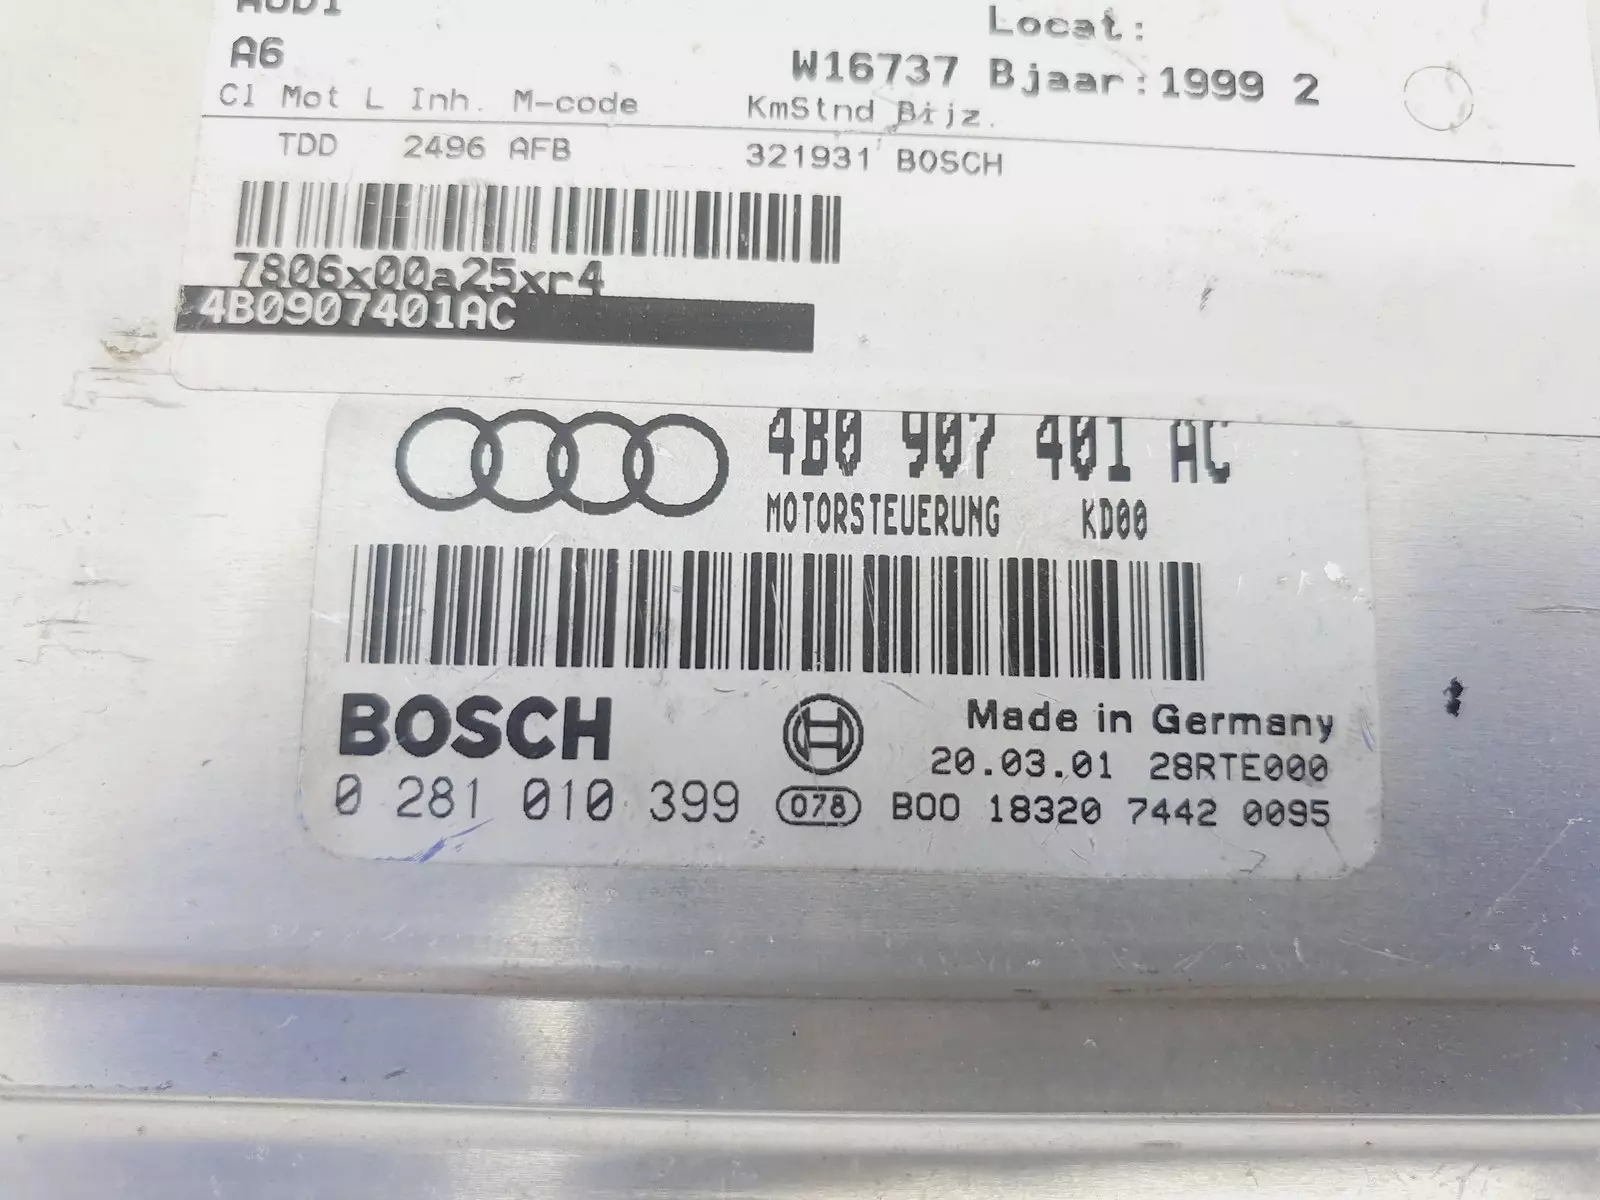 AUDI
Locat:
A6
W16737 Bjaar:1999 2
Cl Mot L Inh. M-code KmStnd Bijz.
TDD 2496 AFB 321931 BOSCH
7806x00a25xr4
4B0907401AC
4B0 907 401 AC
MOTORSTEUERUNG KD00
BOSCH
Made in Germany
20.03.01 28RTE000
0 281 010 399 078 B00 18320 7442 0095